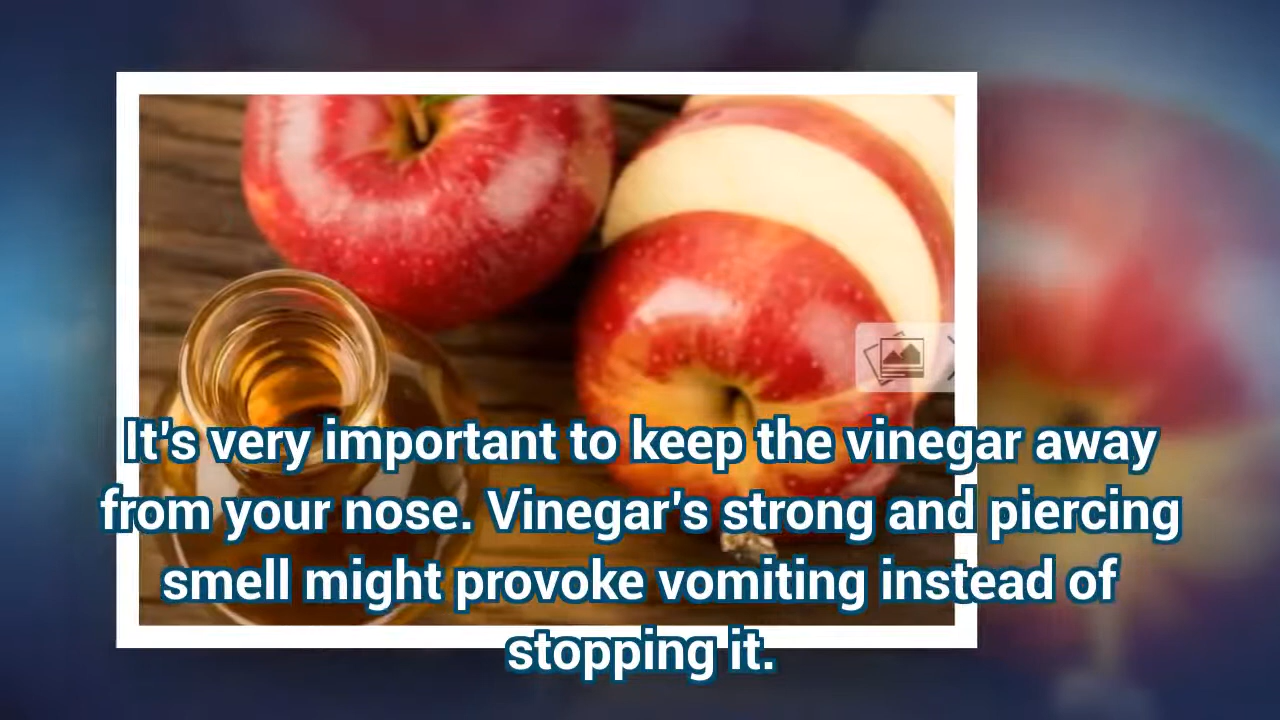 It's very important to keep the vinegar away
from your nose. Vinegar's strong and piercing
smell might provoke vomiting instead of
stopping it.